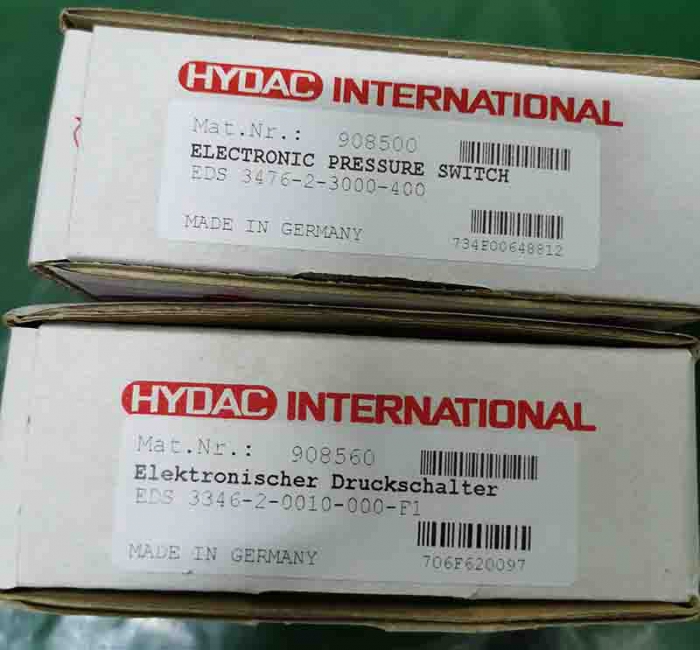 HYDAC INTERNATIONAL
Mat.Nr.: 908500
ELECTRONIC PRESSURE SWITCH
EDS 3476-2-3000-400
MADE IN GERMANY
734E00648812
HYDAC INTERNATIONAL
Mat.Nr.: 908560
Elektronischer Druckschalter
EDS 3346-2-0010-000-F1
MADE IN GERMANY
706F620097